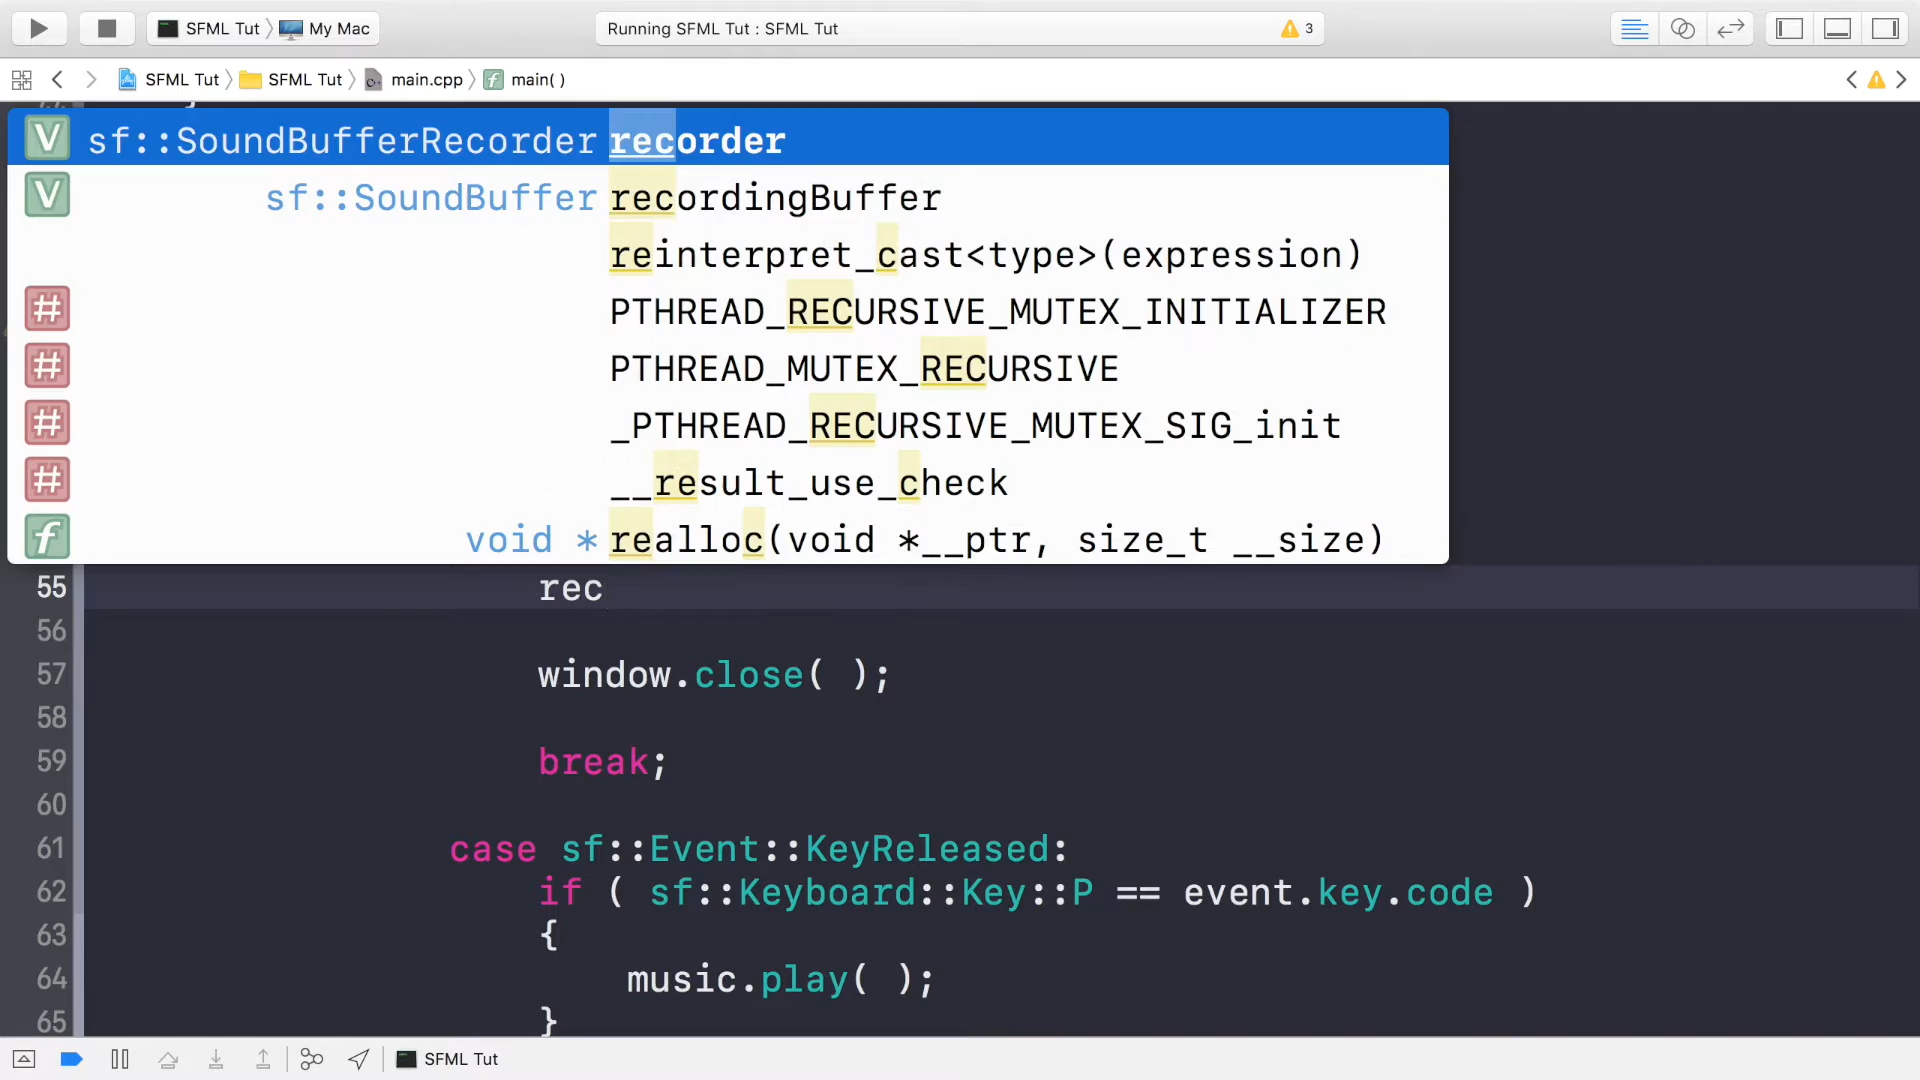 SFML Tut My Mac Running SFML Tut : SFML Tut 3
SFML Tut SFML Tut main.cpp main( )
V sf::SoundBufferRecorder recorder
V sf::SoundBuffer recordingBuffer
reinterpret_cast<type>(expression)
# PTHREAD_RECURSIVE_MUTEX_INITIALIZER
# PTHREAD_MUTEX_RECURSIVE
# _PTHREAD_RECURSIVE_MUTEX_SIG_init
# __result_use_check
f void * realloc(void *__ptr, size_t __size)
55 rec
56
57 window.close( );
58
59 break;
60
61 case sf::Event::KeyReleased:
62 if ( sf::Keyboard::Key::P == event.key.code )
63 {
64 music.play( );
65 }
SFML Tut